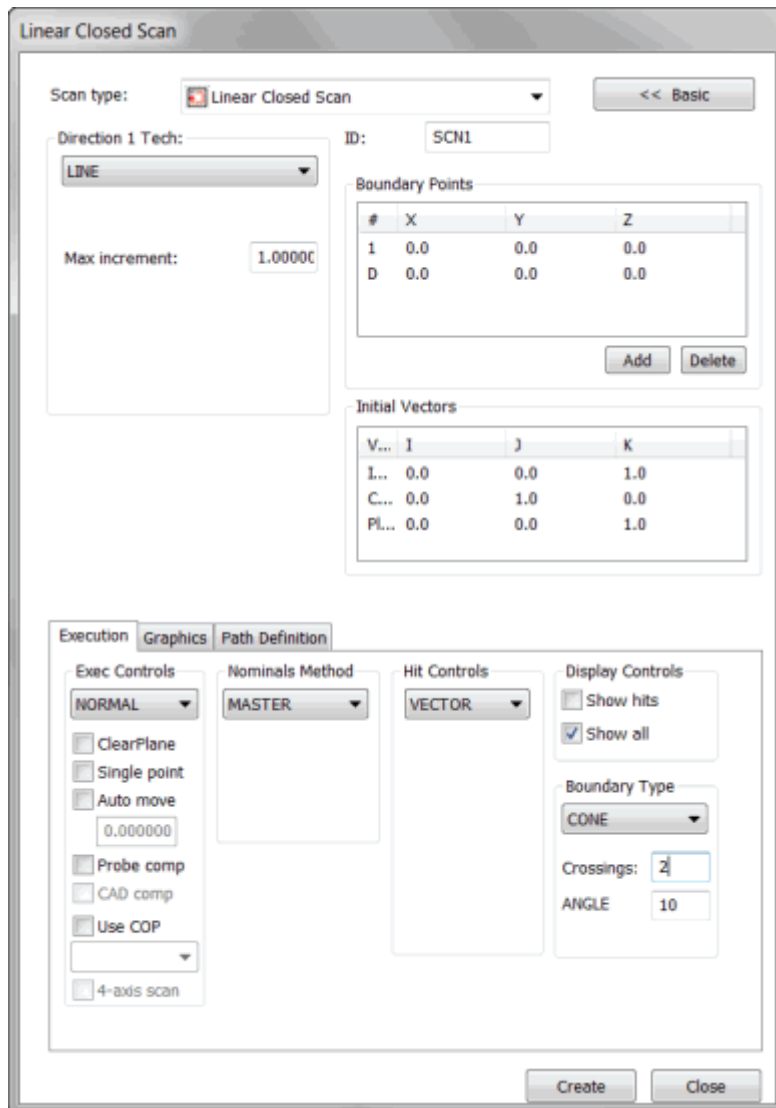 Linear Closed Scan
Scan type: Linear Closed Scan << Basic
Direction 1 Tech: ID: SCN1
LINE
Max increment: 1.00000
Boundary Points
# X Y Z
1 0.0 0.0 0.0
D 0.0 0.0 0.0
Add Delete
Initial Vectors
V... I J K
I... 0.0 0.0 1.0
C... 0.0 1.0 0.0
Pl... 0.0 0.0 1.0
Execution Graphics Path Definition
Exec Controls
NORMAL
ClearPlane
Single point
Auto move
0.000000
Probe comp
CAD comp
Use COP
4-axis scan
Nominals Method
MASTER
Hit Controls
VECTOR
Display Controls
Show hits
Show all
Boundary Type
CONE
Crossings: 2
ANGLE 10
Create Close